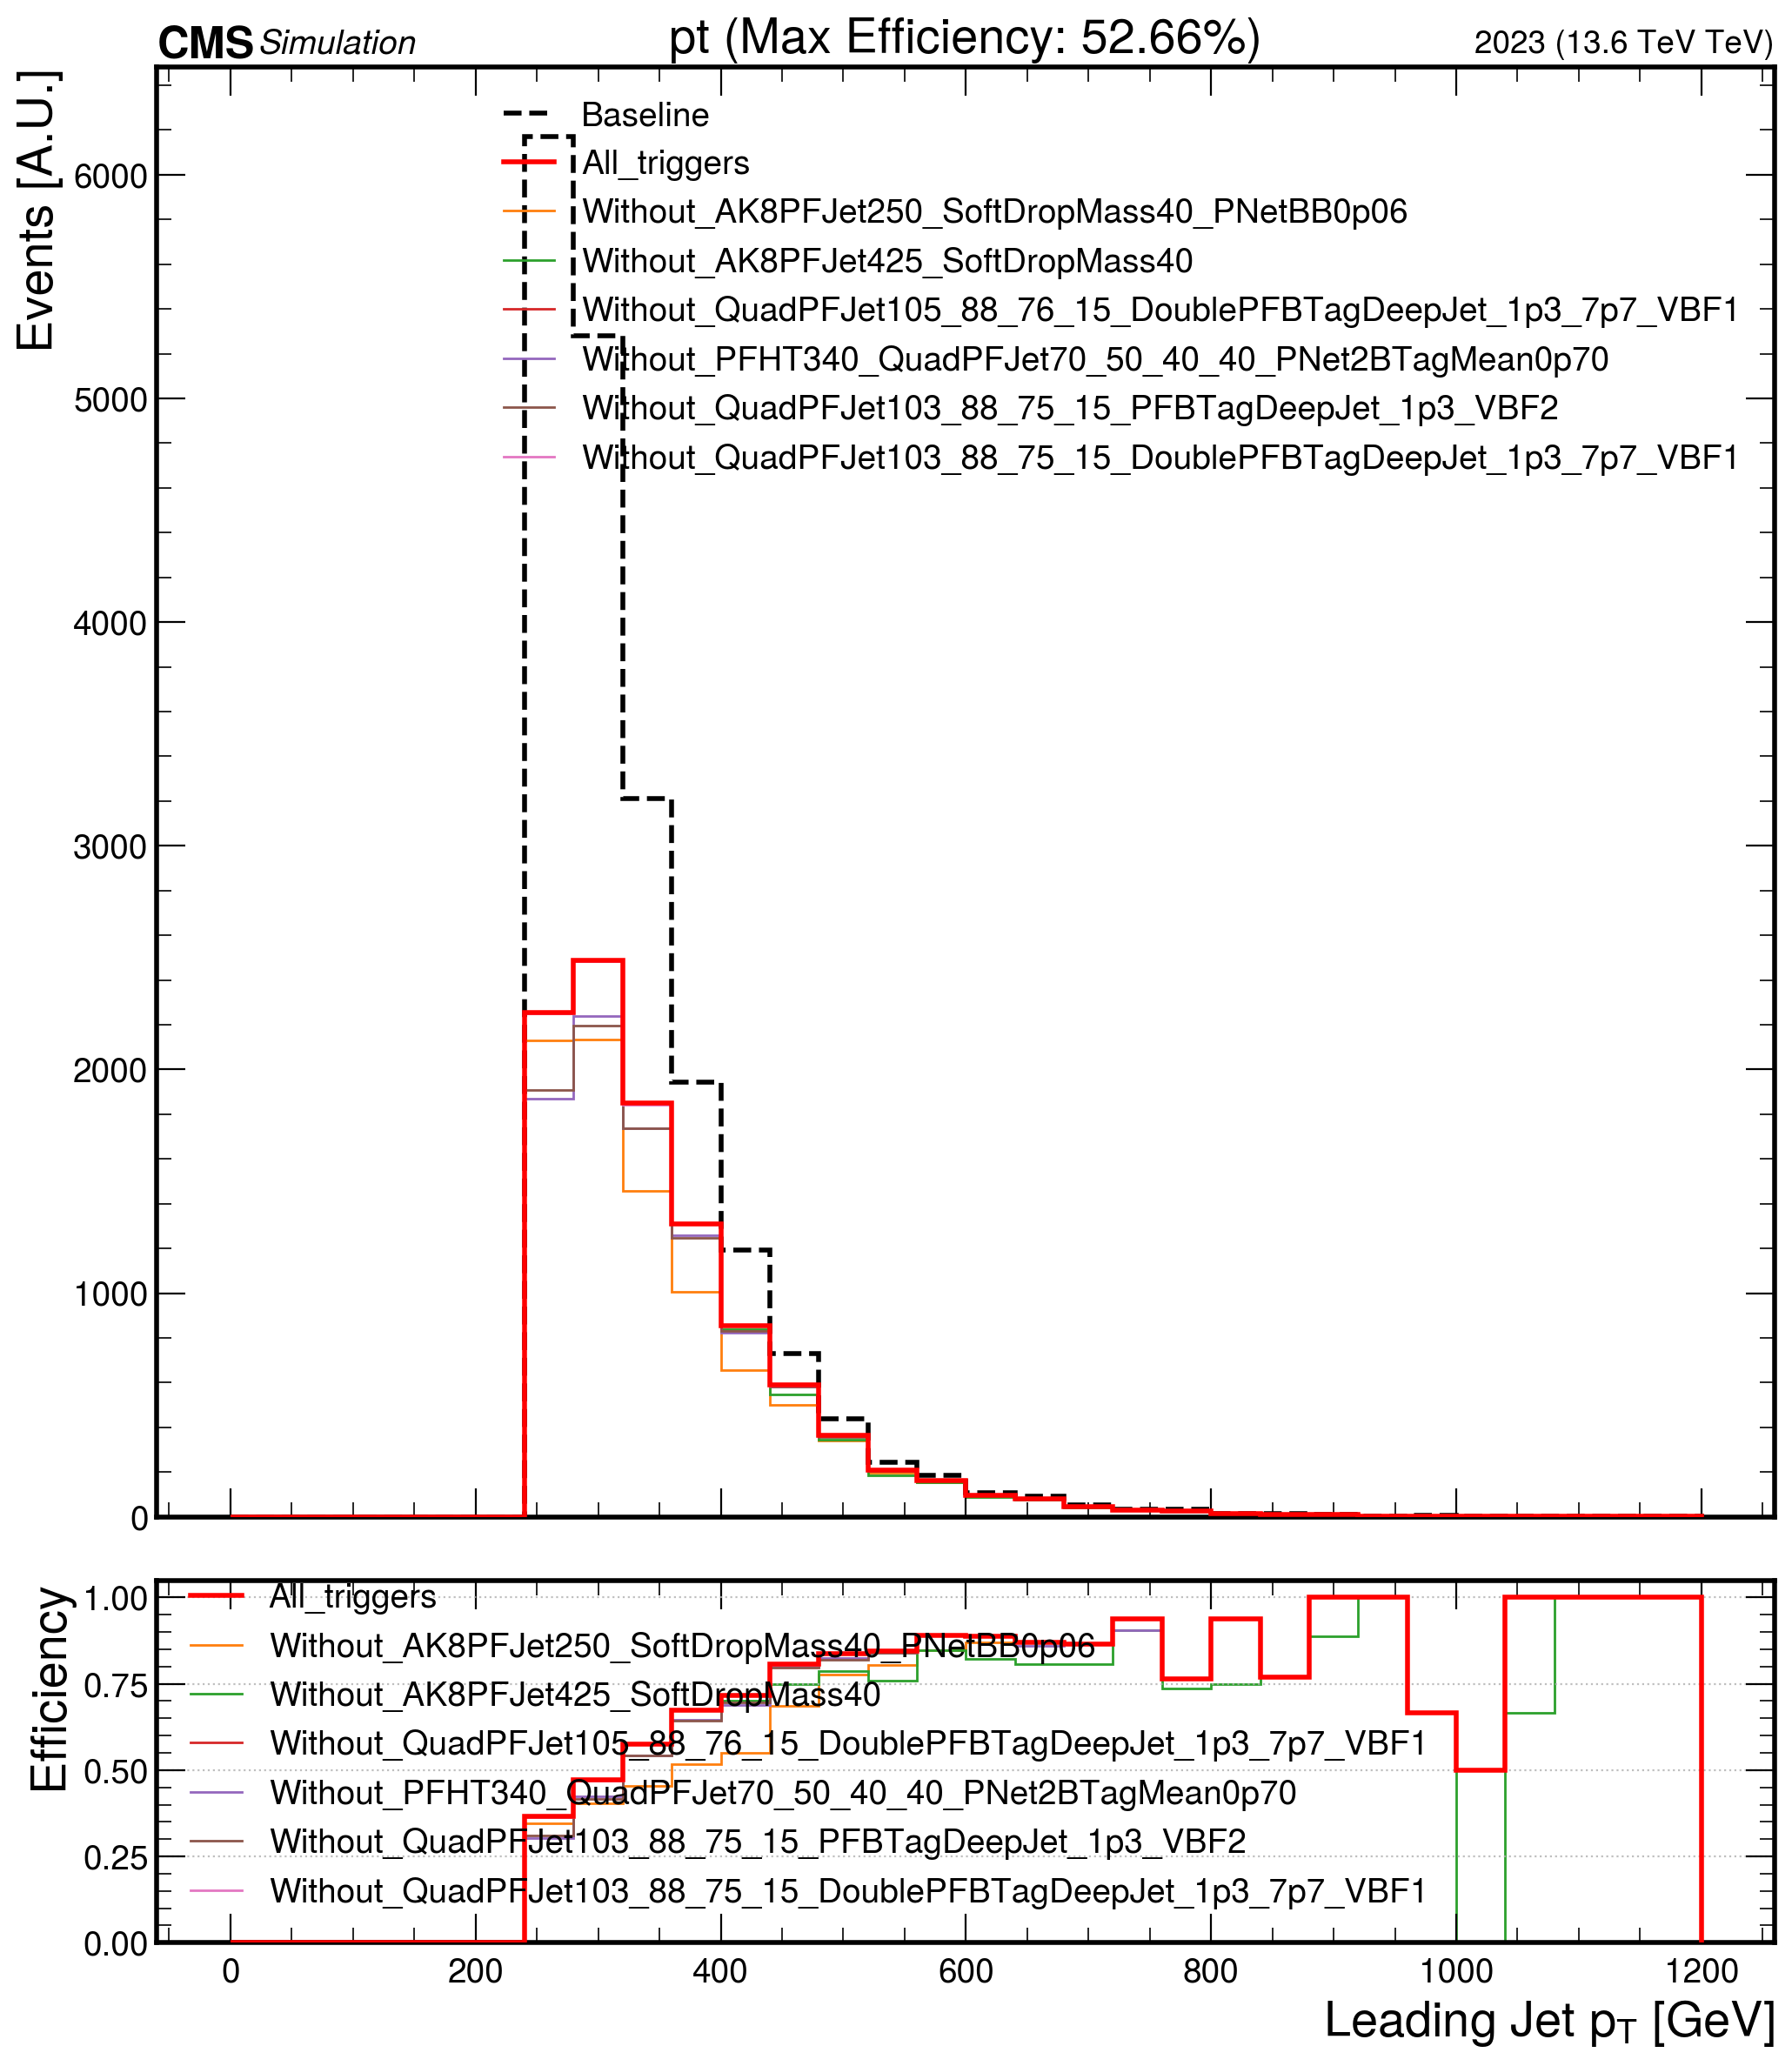 CMS Simulation pt (Max Efficiency: 52.66%) 2023 (13.6 TeV TeV)
Events [A.U.]
6000
5000
4000
3000
2000
1000
0
Baseline
All_triggers
Without_AK8PFJet250_SoftDropMass40_PNetBB0p06
Without_AK8PFJet425_SoftDropMass40
Without_QuadPFJet105_88_76_15_DoublePFBTagDeepJet_1p3_7p7_VBF1
Without_PFHT340_QuadPFJet70_50_40_40_PNet2BTagMean0p70
Without_QuadPFJet103_88_75_15_PFBTagDeepJet_1p3_VBF2
Without_QuadPFJet103_88_75_15_DoublePFBTagDeepJet_1p3_7p7_VBF1
Efficiency
1.00
0.75
0.50
0.25
0.00
All_triggers
Without_AK8PFJet250_SoftDropMass40_PNetBB0p06
Without_AK8PFJet425_SoftDropMass40
Without_QuadPFJet105_88_76_15_DoublePFBTagDeepJet_1p3_7p7_VBF1
Without_PFHT340_QuadPFJet70_50_40_40_PNet2BTagMean0p70
Without_QuadPFJet103_88_75_15_PFBTagDeepJet_1p3_VBF2
Without_QuadPFJet103_88_75_15_DoublePFBTagDeepJet_1p3_7p7_VBF1
0 200 400 600 800 1000 1200
Leading Jet pT [GeV]